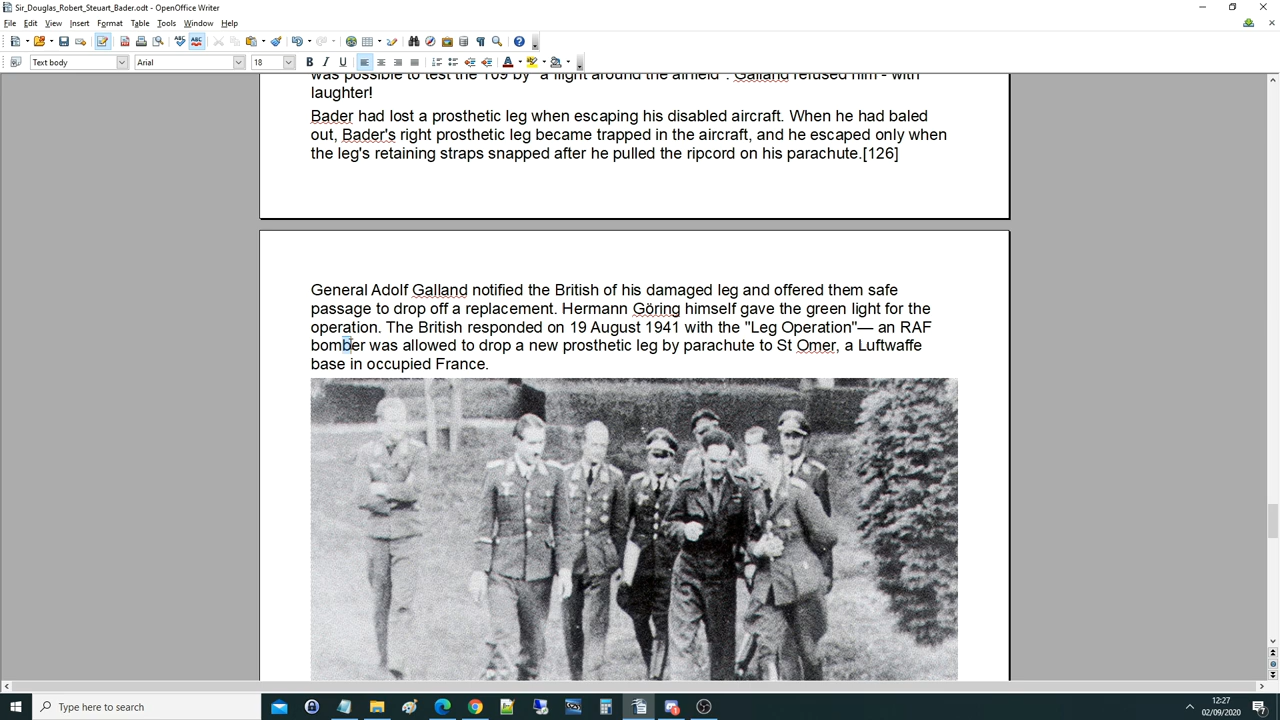 Sir_Douglas_Robert_Steuart_Bader.odt - OpenOffice Writer
File Edit View Insert Format Table Tools Window Help
Text body Arial 18
was possible to test the 109 by "a flight around the airfield". Galland refused him - with
laughter!
Bader had lost a prosthetic leg when escaping his disabled aircraft. When he had baled
out, Bader's right prosthetic leg became trapped in the aircraft, and he escaped only when
the leg's retaining straps snapped after he pulled the ripcord on his parachute.[126]
General Adolf Galland notified the British of his damaged leg and offered them safe
passage to drop off a replacement. Hermann Göring himself gave the green light for the
operation. The British responded on 19 August 1941 with the "Leg Operation"— an RAF
bomber was allowed to drop a new prosthetic leg by parachute to St Omer, a Luftwaffe
base in occupied France.
Type here to search
12:27
02/09/2020